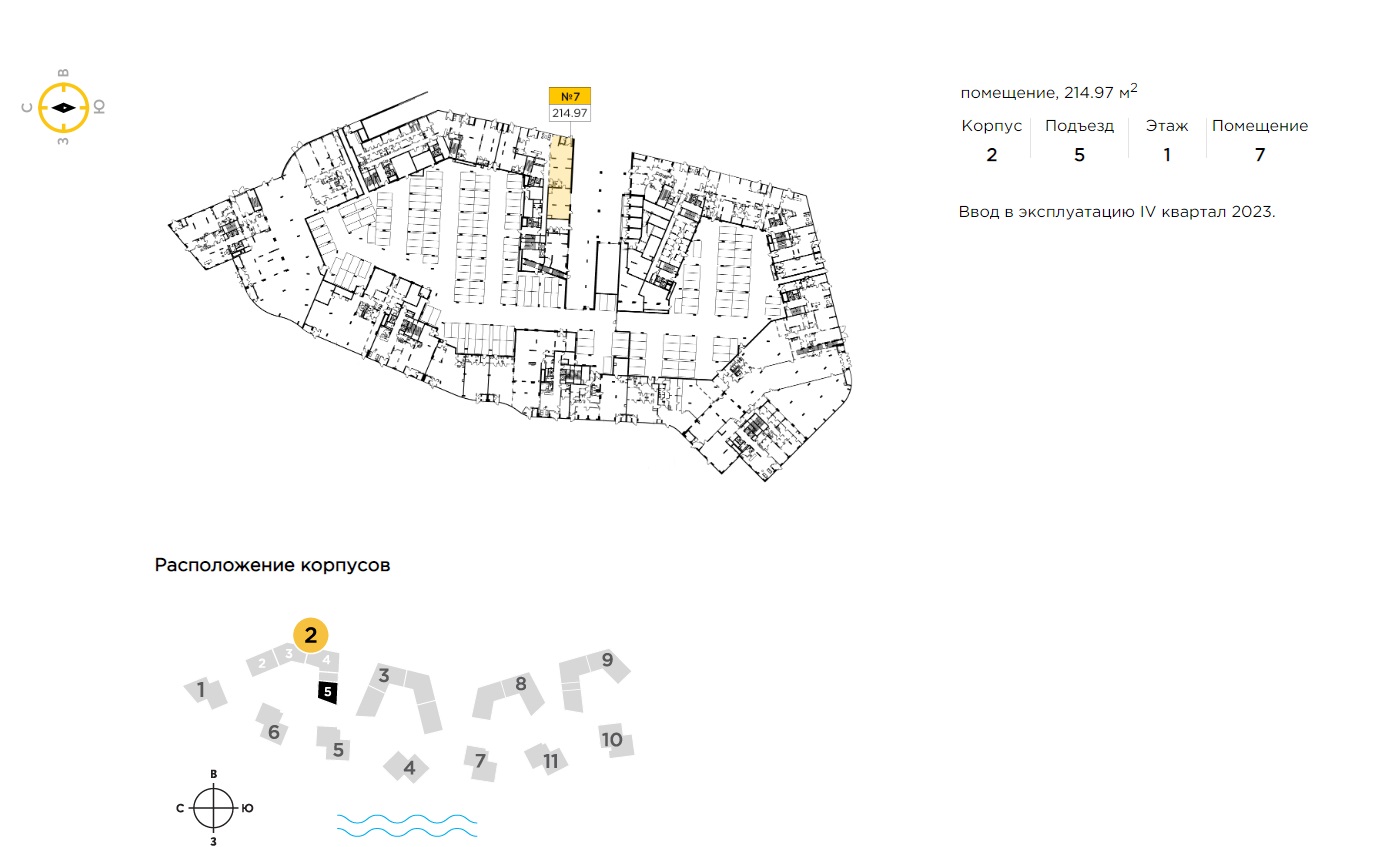 В
С
Ю
З
№7
214.97
помещение, 214.97 м²
Корпус Подъезд Этаж Помещение
2 5 1 7
Ввод в эксплуатацию IV квартал 2023.
Расположение корпусов
2
2 3 4
5
1
3
8
9
6
5
4
7
11
10
В
С
Ю
З